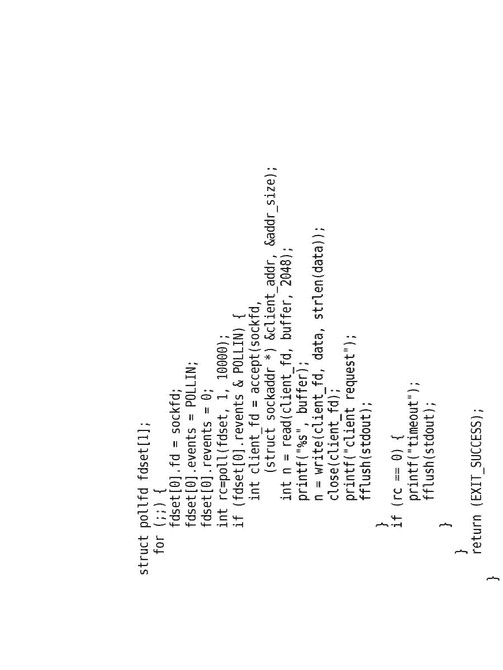 struct pollfd fdset[1];
for (;;) {
fdset[0].fd = sockfd;
fdset[0].events = POLLIN;
fdset[0].revents = 0;
int rc=poll(fdset, 1, 10000);
if (fdset[0].revents & POLLIN) {
int client_fd = accept(sockfd,
(struct sockaddr *) &client_addr, &addr_size);
int n = read(client_fd, buffer, 2048);
printf("%s", buffer);
n = write(client_fd, data, strlen(data));
close(client_fd);
printf("client request");
fflush(stdout);
}
if (rc == 0) {
printf("timeout");
fflush(stdout);
}
}
return (EXIT_SUCCESS);
}